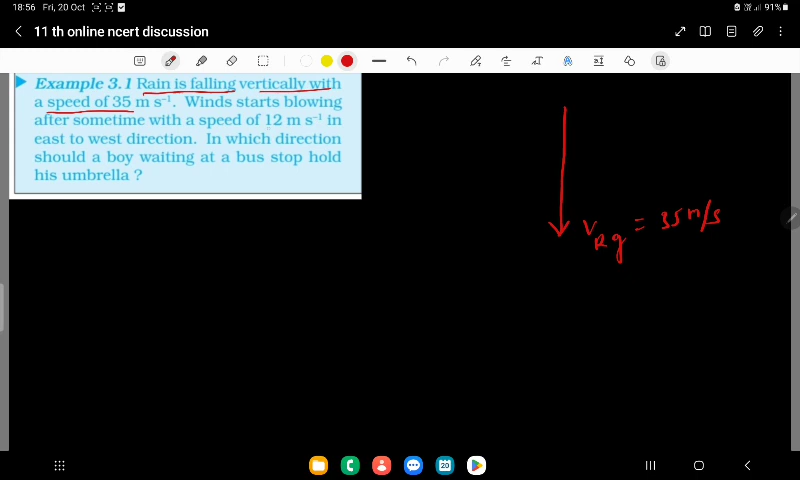 18:56 Fri, 20 Oct
91%
11 th online ncert discussion
Example 3.1 Rain is falling vertically with
a speed of 35 m s⁻¹. Winds starts blowing
after sometime with a speed of 12 m s⁻¹ in
east to west direction. In which direction
should a boy waiting at a bus stop hold
his umbrella ?
V_Rg = 35 m/s
20